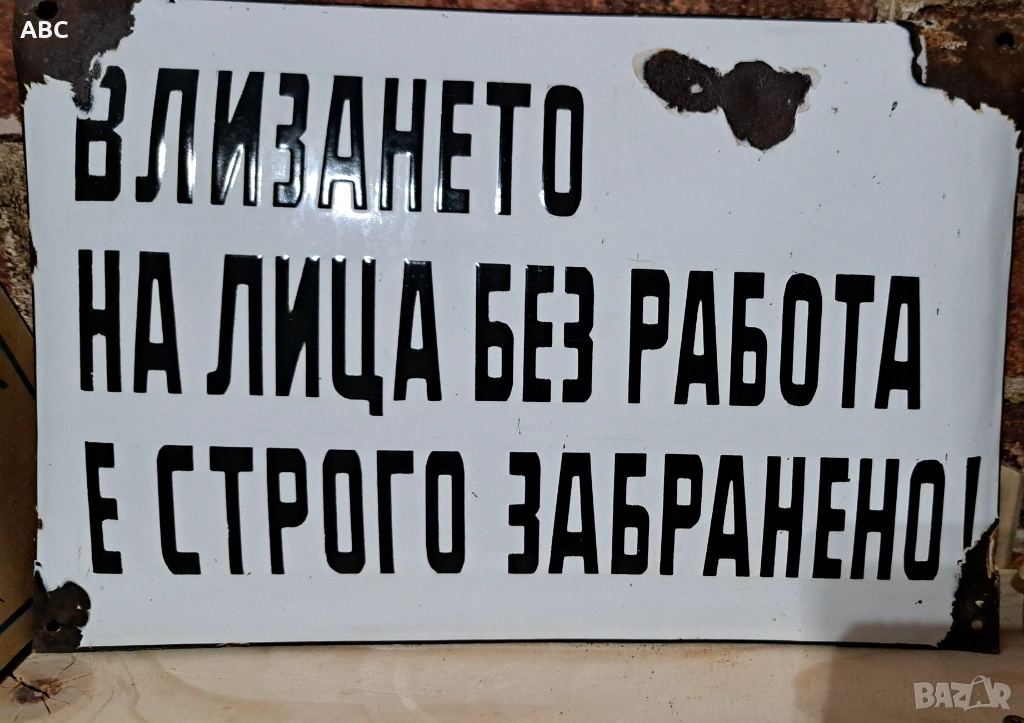 ABC
ВЛИЗАНЕТО
НА ЛИЦА БЕЗ РАБОТА
Е СТРОГО ЗАБРАНЕНО!
BAZAR